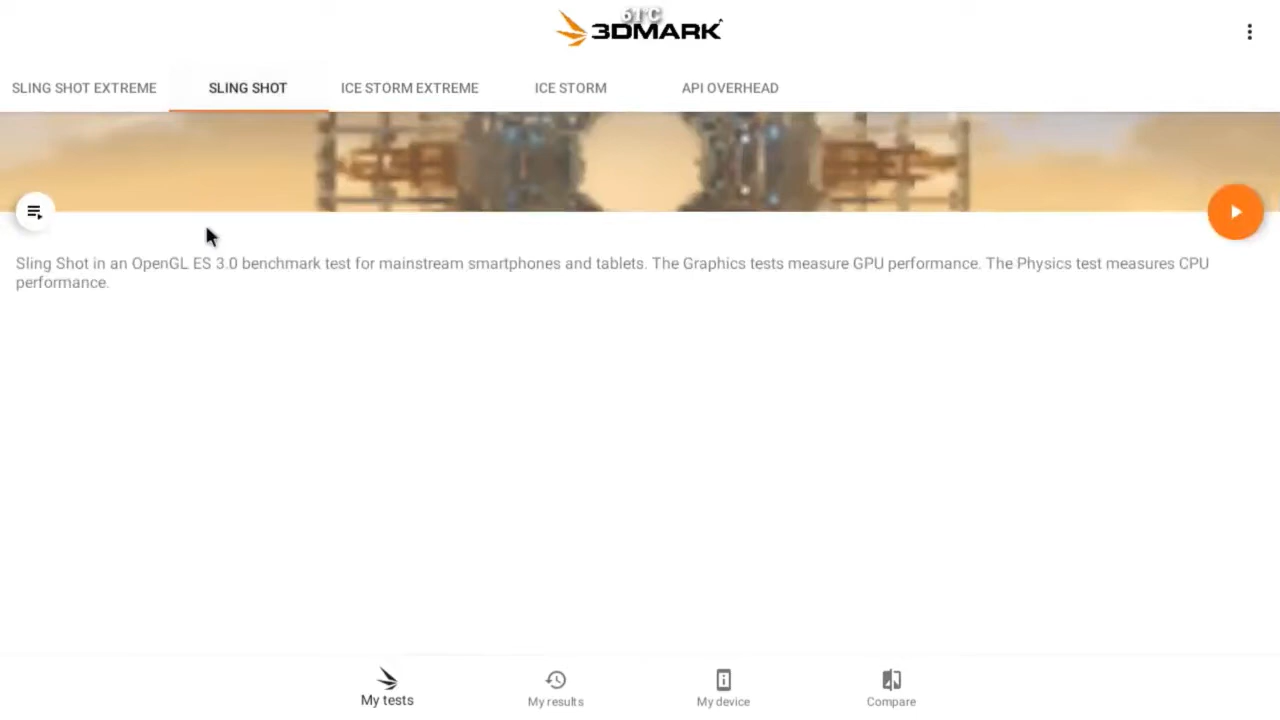 61°C
3DMARK
SLING SHOT EXTREME
SLING SHOT
ICE STORM EXTREME
ICE STORM
API OVERHEAD
Sling Shot in an OpenGL ES 3.0 benchmark test for mainstream smartphones and tablets. The Graphics tests measure GPU performance. The Physics test measures CPU
performance.
My tests
My results
My device
Compare